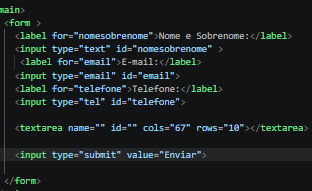 main>
<form >
<label for="nomesobrenome">Nome e Sobrenome:</label>
<input type="text" id="nomesobrenome" >
<label for="email">E-mail:</label>
<input type="email" id="email">
<label for="telefone">Telefone:</label>
<input type="tel" id="telefone">
<textarea name="" id="" cols="67" rows="10"></textarea>
<input type="submit" value="Enviar">
</form>